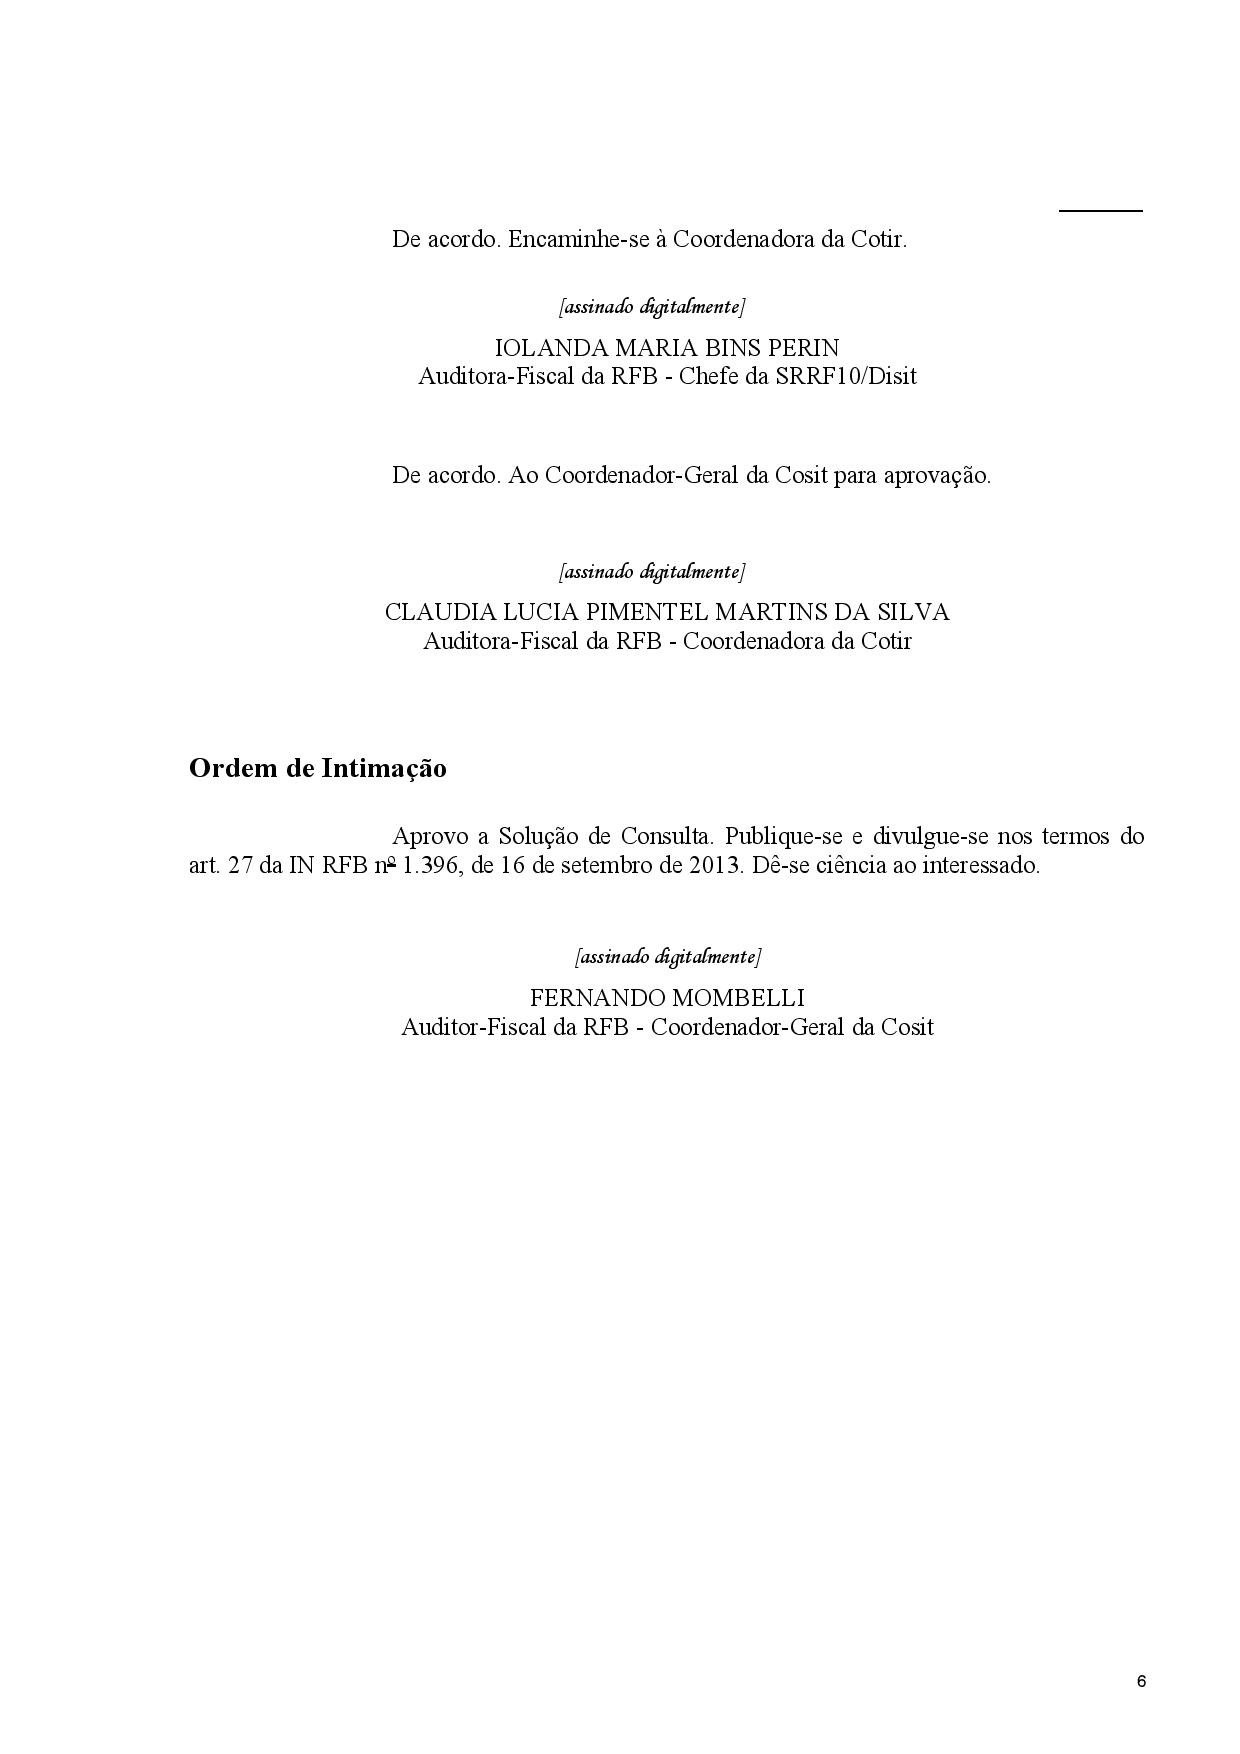 De acordo. Encaminhe-se à Coordenadora da Cotir.
[assinado digitalmente]
IOLANDA MARIA BINS PERIN
Auditora-Fiscal da RFB - Chefe da SRRF10/Disit
De acordo. Ao Coordenador-Geral da Cosit para aprovação.
[assinado digitalmente]
CLAUDIA LUCIA PIMENTEL MARTINS DA SILVA
Auditora-Fiscal da RFB - Coordenadora da Cotir
Ordem de Intimação
Aprovo a Solução de Consulta. Publique-se e divulgue-se nos termos do
art. 27 da IN RFB nº 1.396, de 16 de setembro de 2013. Dê-se ciência ao interessado.
[assinado digitalmente]
FERNANDO MOMBELLI
Auditor-Fiscal da RFB - Coordenador-Geral da Cosit
6